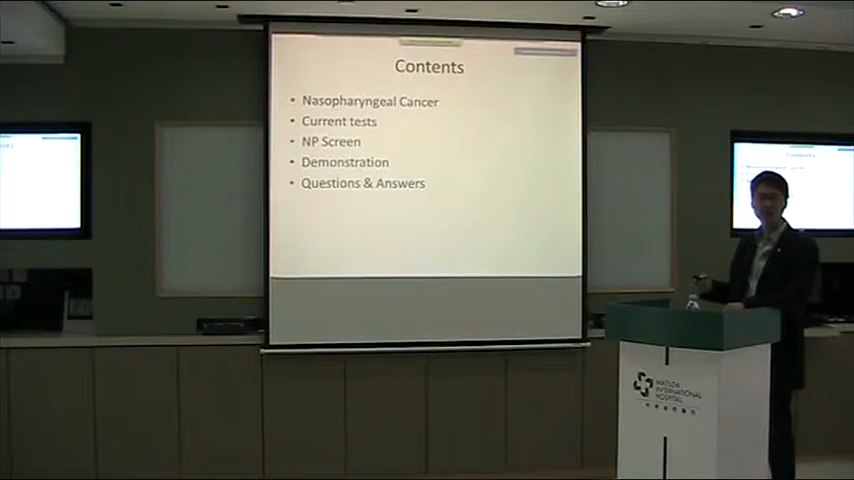 Contents
• Nasopharyngeal Cancer
• Current tests
• NP Screen
• Demonstration
• Questions & Answers
MATILDA
INTERNATIONAL
HOSPITAL